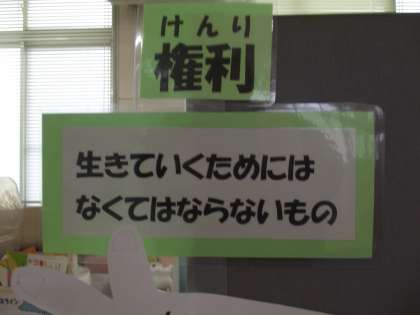 けんり
権利
生きていくためには
なくてはならないもの